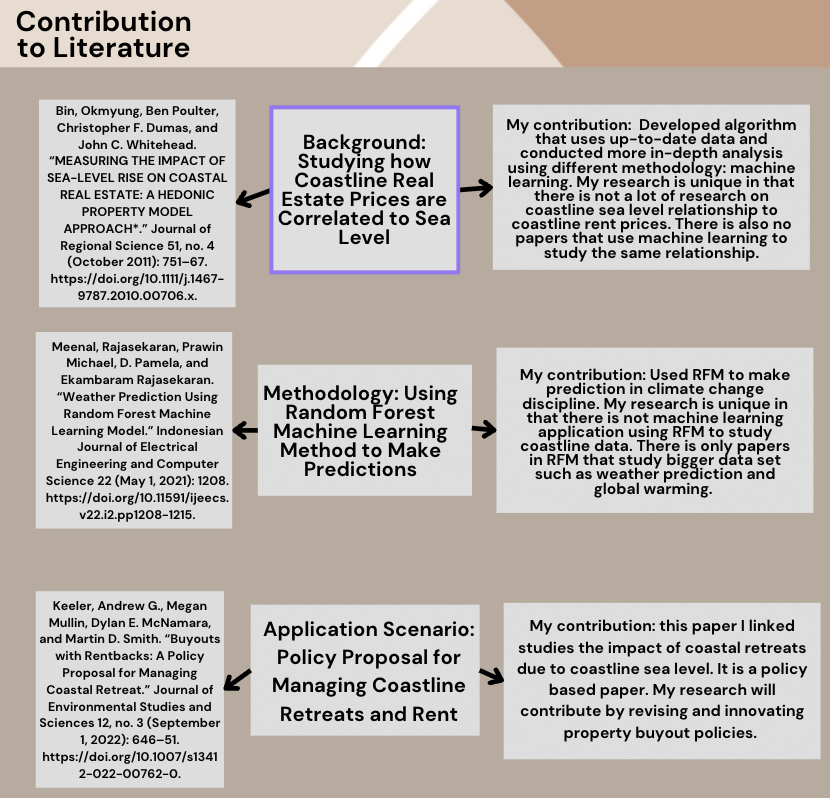 Contribution
to Literature
Bin, Okmyung, Ben Poulter,
Christopher F. Dumas, and
John C. Whitehead.
“MEASURING THE IMPACT OF
SEA-LEVEL RISE ON COASTAL
REAL ESTATE: A HEDONIC
PROPERTY MODEL
APPROACH*.” Journal of
Regional Science 51, no. 4
(October 2011): 751–67.
https://doi.org/10.1111/j.1467-
9787.2010.00706.x.
Background:
Studying how
Coastline Real
Estate Prices are
Correlated to Sea
Level
My contribution:  Developed algorithm
that uses up-to-date data and
conducted more in-depth analysis
using different methodology: machine
learning. My research is unique in that
there is not a lot of research on
coastline sea level relationship to
coastline rent prices. There is also no
papers that use machine learning to
study the same relationship.
Meenal, Rajasekaran, Prawin
Michael, D. Pamela, and
Ekambaram Rajasekaran.
“Weather Prediction Using
Random Forest Machine
Learning Model.” Indonesian
Journal of Electrical
Engineering and Computer
Science 22 (May 1, 2021): 1208.
https://doi.org/10.11591/ijeecs.
v22.i2.pp1208-1215.
Methodology: Using
Random Forest
Machine Learning
Method to Make
Predictions
My contribution: Used RFM to make
prediction in climate change
discipline. My research is unique in
that there is not machine learning
application using RFM to study
coastline data. There is only papers
in RFM that study bigger data set
such as weather prediction and
global warming.
Keeler, Andrew G., Megan
Mullin, Dylan E. McNamara,
and Martin D. Smith. “Buyouts
with Rentbacks: A Policy
Proposal for Managing
Coastal Retreat.” Journal of
Environmental Studies and
Sciences 12, no. 3 (September
1, 2022): 646–51.
https://doi.org/10.1007/s1341
2-022-00762-0.
Application Scenario:
Policy Proposal for
Managing Coastline
Retreats and Rent
My contribution: this paper I linked
studies the impact of coastal retreats
due to coastline sea level. It is a policy
based paper. My research will
contribute by revising and innovating
property buyout policies.